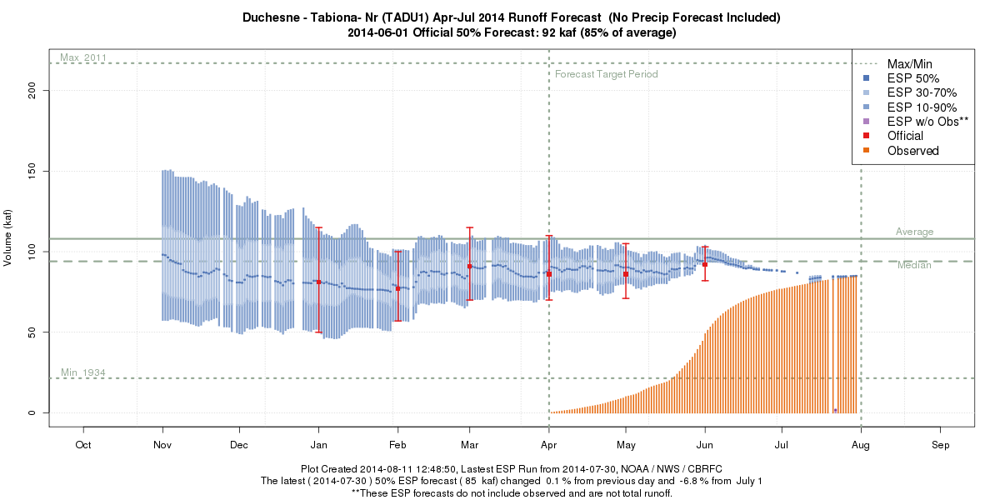 Duchesne - Tabiona- Nr (TADU1) Apr-Jul 2014 Runoff Forecast  (No Precip Forecast Included)
2014-06-01 Official 50% Forecast: 92 kaf (85% of average)
Max 2011
Forecast Target Period
Max/Min
ESP 50%
ESP 30-70%
ESP 10-90%
ESP w/o Obs**
Official
Observed
Average
Median
Min 1934
Volume (kaf)
200
150
100
50
0
Oct Nov Dec Jan Feb Mar Apr May Jun Jul Aug Sep
Plot Created 2014-08-11 12:48:50, Lastest ESP Run from 2014-07-30, NOAA / NWS / CBRFC
The latest ( 2014-07-30 ) 50% ESP forecast ( 85  kaf) changed  0.1 % from previous day and  -6.8 % from  July 1
**These ESP forecasts do not include observed and are not total runoff.